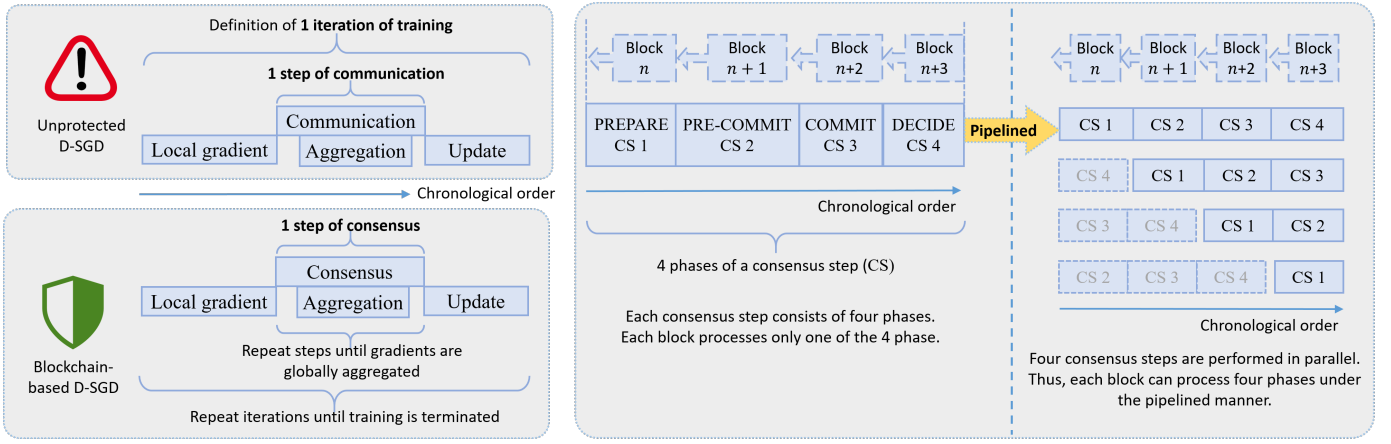 Definition of 1 iteration of training
1 step of communication
Communication
Local gradient
Aggregation
Update
Unprotected
D-SGD
Chronological order
1 step of consensus
Consensus
Local gradient
Aggregation
Update
Repeat steps until gradients are
globally aggregated
Blockchain-
based D-SGD
Repeat iterations until training is terminated
Block
n
Block
n + 1
Block
n+2
Block
n+3
PREPARE
CS 1
PRE-COMMIT
CS 2
COMMIT
CS 3
DECIDE
CS 4
Chronological order
4 phases of a consensus step (CS)
Each consensus step consists of four phases.
Each block processes only one of the 4 phase.
Pipelined
Block
n
Block
n + 1
Block
n+2
Block
n+3
CS 1 CS 2 CS 3 CS 4
CS 4 CS 1 CS 2 CS 3
CS 3 CS 4 CS 1 CS 2
CS 2 CS 3 CS 4 CS 1
Chronological order
Four consensus steps are performed in parallel.
Thus, each block can process four phases under
the pipelined manner.